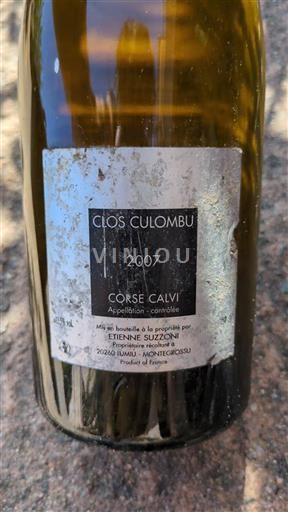 CLOS CULOMBU
VINIOU
2007
CORSE CALVI
Appellation - contrôlée
Mis en bouteille à la propriété par
ETIENNE SUZZONI
Propriétaire récoltant à
20260 LUMIU - MONTEGROSSU
Product of France